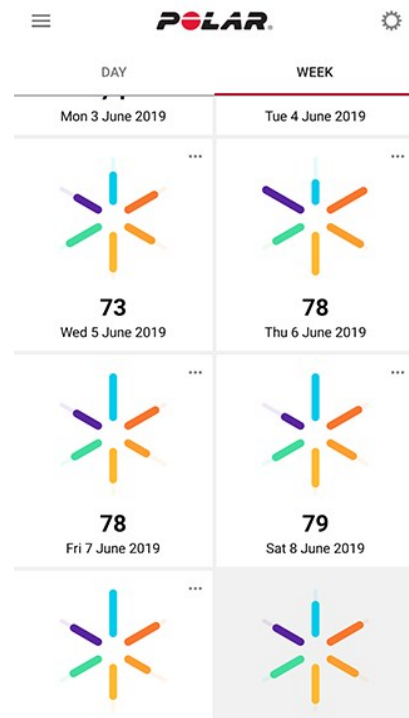 POLAR
DAY WEEK
Mon 3 June 2019 Tue 4 June 2019
73 78
Wed 5 June 2019 Thu 6 June 2019
78 79
Fri 7 June 2019 Sat 8 June 2019